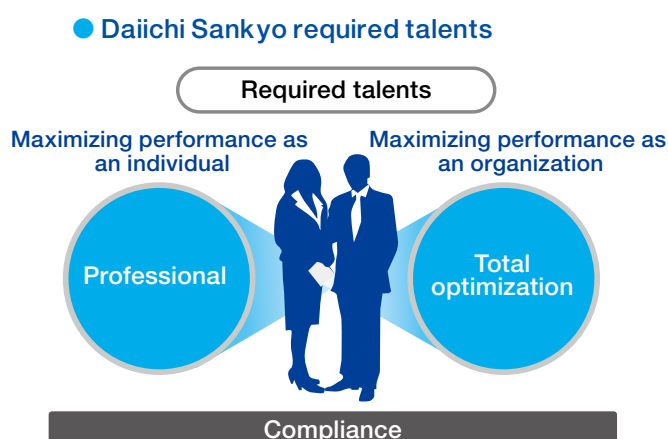 Daiichi Sankyo required talents
Required talents
Maximizing performance as
an individual
Maximizing performance as
an organization
Professional
Total
optimization
Compliance